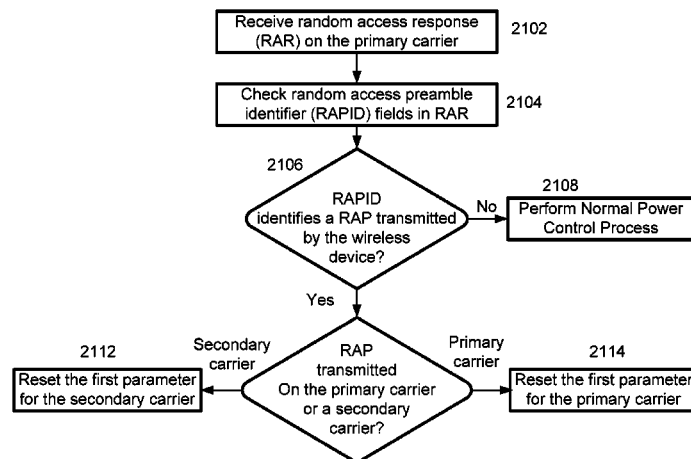 Receive random access response
(RAR) on the primary carrier
2102
Check random access preamble
identifier (RAPID) fields in RAR
2104
2106
RAPID
identifies a RAP transmitted
by the wireless
device?
No
2108
Perform Normal Power
Control Process
Yes
2112
Secondary
carrier
RAP
transmitted
On the primary carrier
or a secondary
carrier?
Primary
carrier
2114
Reset the first parameter
for the secondary carrier
Reset the first parameter
for the primary carrier